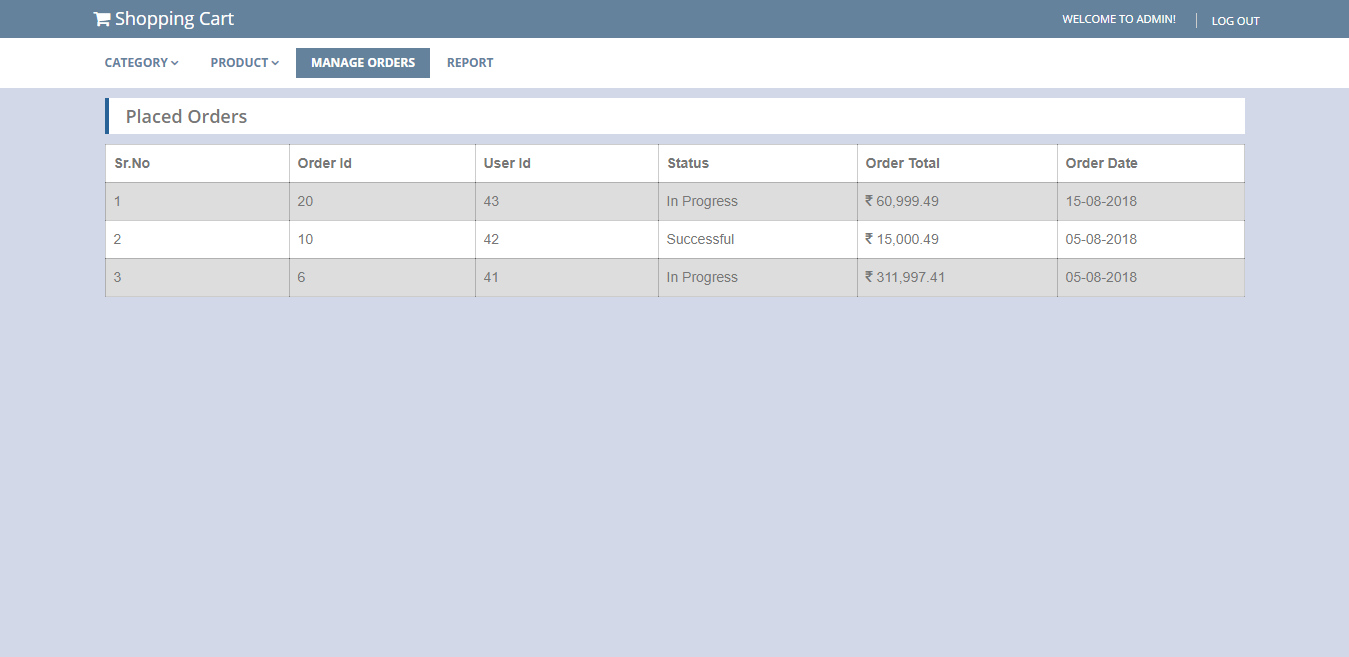 Shopping Cart WELCOME TO ADMIN! LOG OUT
CATEGORY PRODUCT MANAGE ORDERS REPORT
Placed Orders
Sr.No Order Id User Id Status Order Total Order Date
1 20 43 In Progress ₹ 60,999.49 15-08-2018
2 10 42 Successful ₹ 15,000.49 05-08-2018
3 6 41 In Progress ₹ 311,997.41 05-08-2018